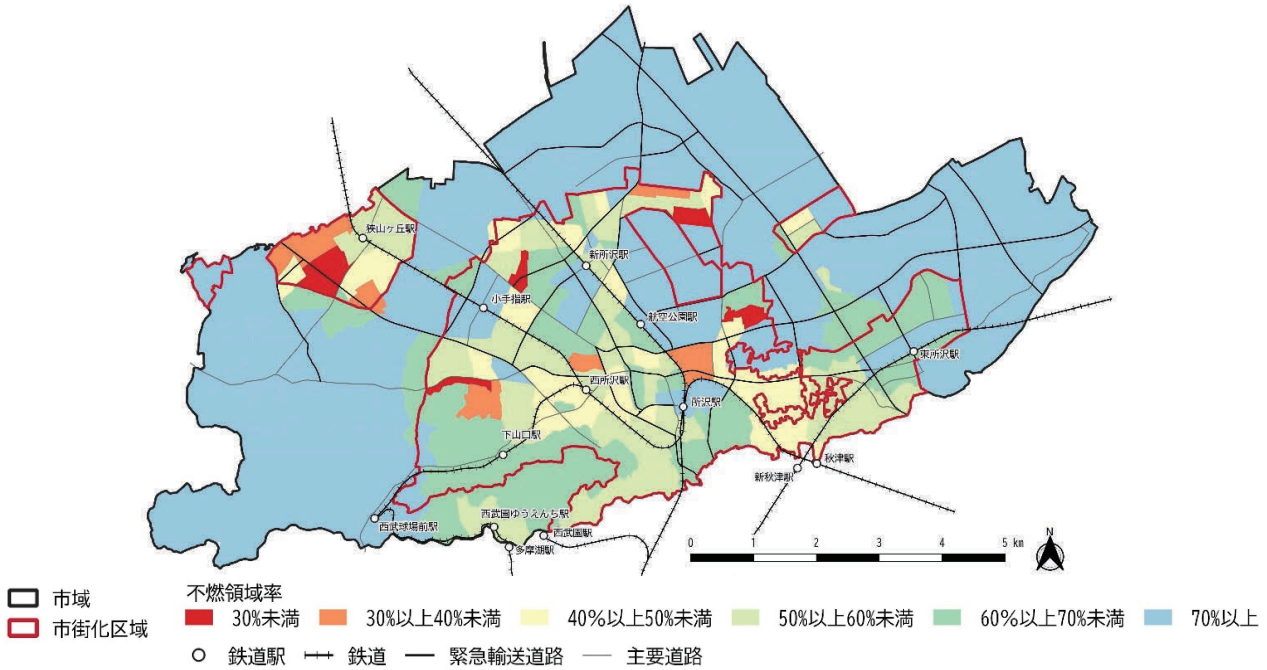 狭山ヶ丘駅
新所沢駅
小手指駅
航空公園駅
東所沢駅
西所沢駅
所沢駅
下山口駅
秋津駅
新秋津駅
西武園ゆうえんち駅
西武球場前駅
西武園駅
多摩湖駅
0 1 2 3 4 5 km
N
市域
市街化区域
不燃領域率
30%未満 30%以上40%未満 40%以上50%未満 50%以上60%未満 60%以上70%未満 70%以上
鉄道駅 鉄道 緊急輸送道路 主要道路